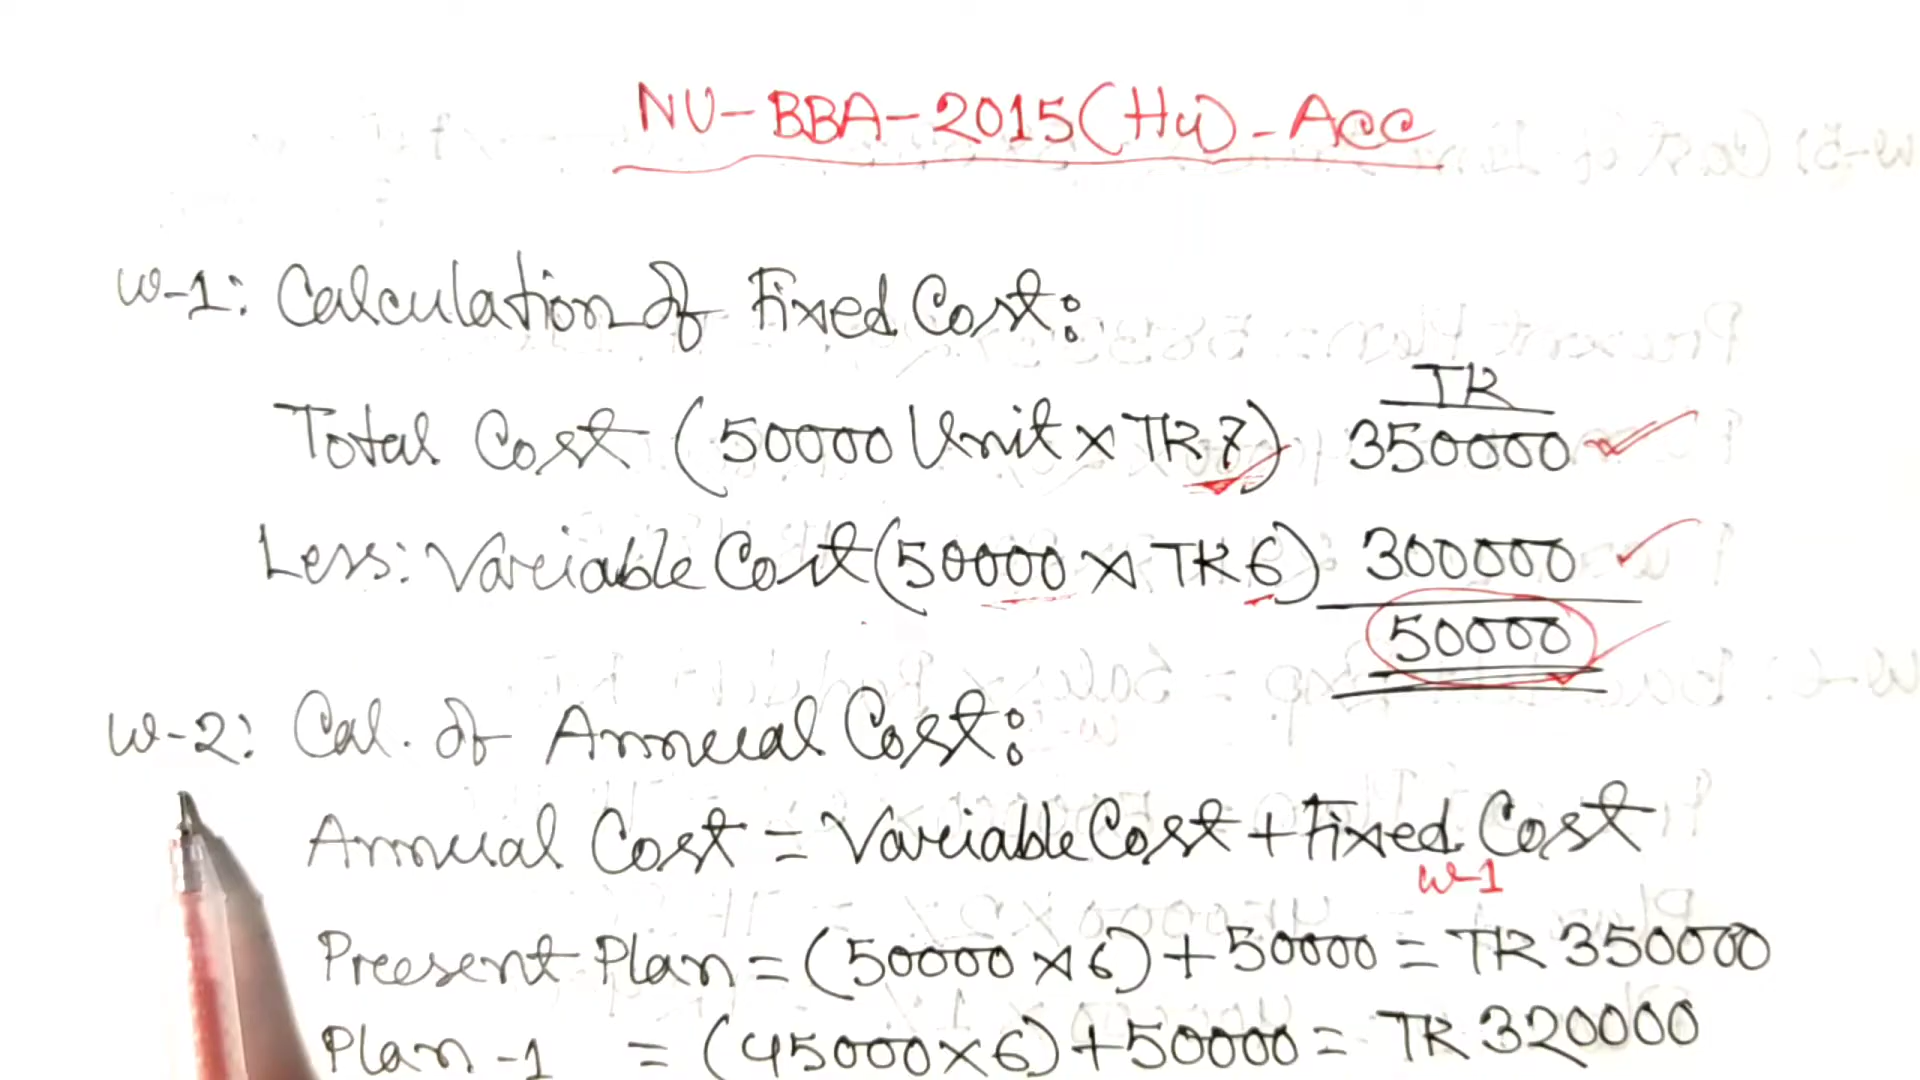 NU-BBA-2015(Hu)-Acc
W-1: Calculation of Fixed Cost:
TK
Total Cost (50000 Unit × TK 7) 350000
Less: Variable Cost (50000 × TK 6) 300000
50000
W-2: Cal. of Annual Cost:
Annual Cost = Variable Cost + Fixed Cost
W-1
Present Plan = (50000 × 6) + 50000 = TK 350000
Plan-1 = (45000 × 6) + 50000 = TK 320000